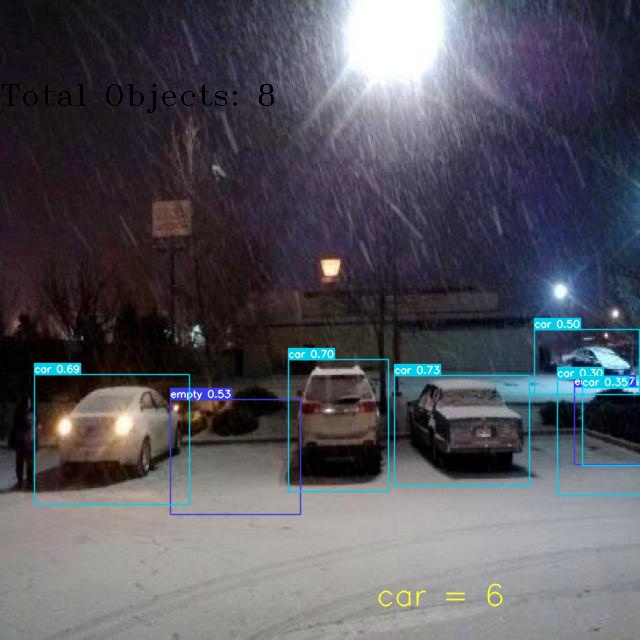 Total Objects: 8
car 0.50
car 0.70
car 0.69
car 0.73
car 0.30
car 0.35
empty 0.53
car = 6